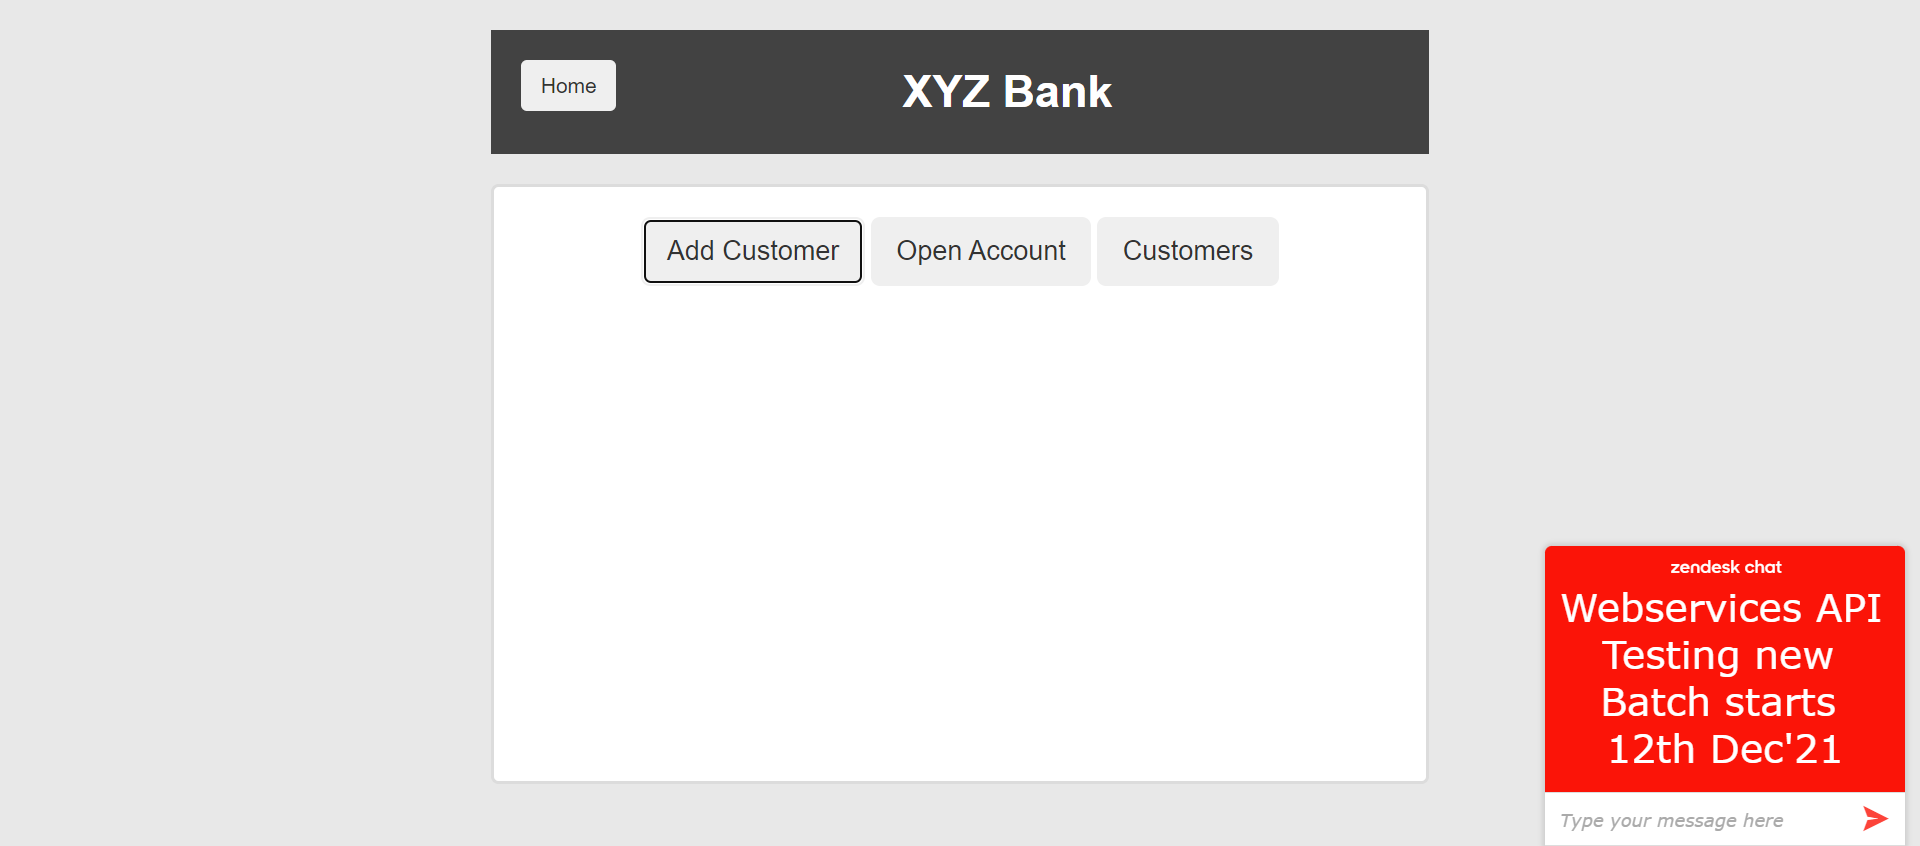 Home
XYZ Bank
Add Customer
Open Account
Customers
zendesk chat
Webservices API
Testing new
Batch starts
12th Dec'21
Type your message here